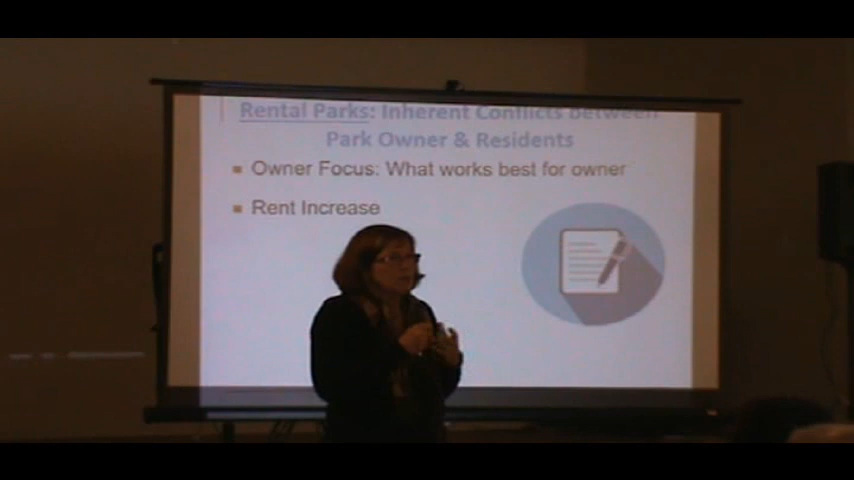 Rental Parks: Inherent Conflicts between
Park Owner & Residents
Owner Focus: What works best for owner
Rent Increase